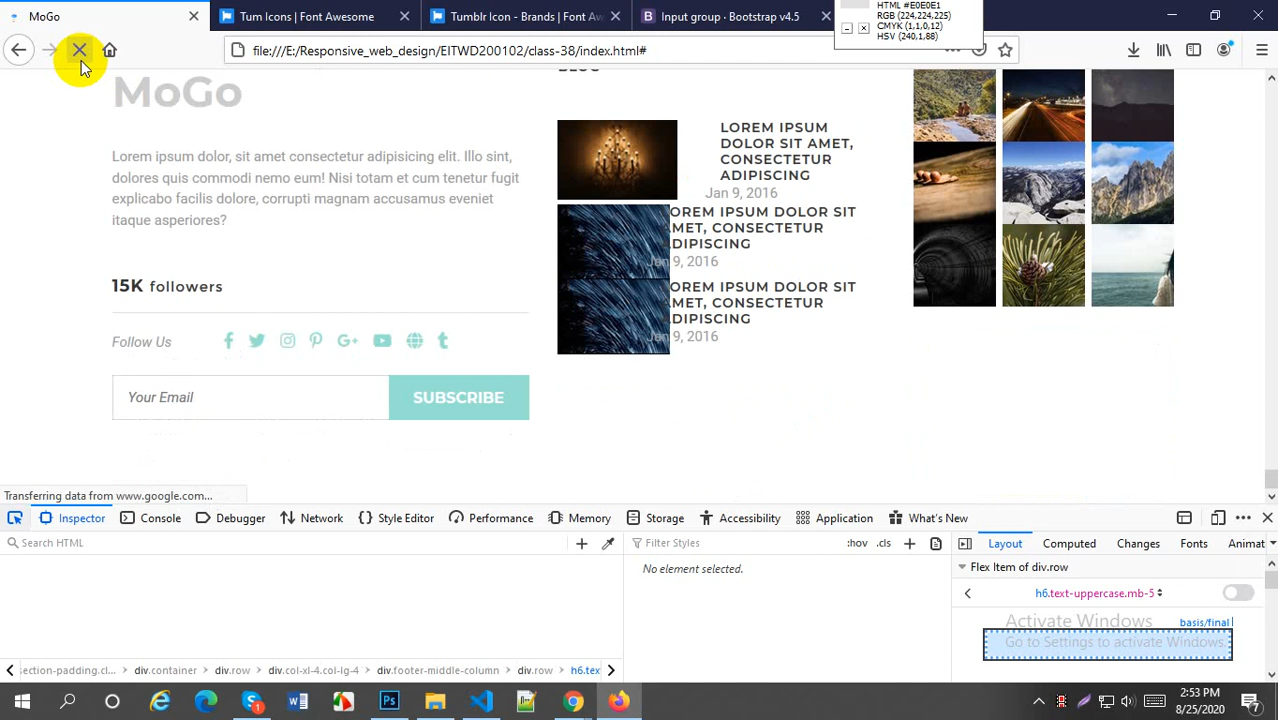 MoGo
Tum Icons | Font Awesome
Tumblr Icon - Brands | Font Aw
Input group · Bootstrap v4.5
HTML #E0E0E1
RGB (224,224,225)
CMYK (1,1,0,12)
HSV (240,1,88)
file:///E:/Responsive_web_design/EITWD200102/class-38/index.html#
MoGo
BLOG
Lorem ipsum dolor, sit amet consectetur adipisicing elit. Illo sint,
dolores quis commodi nemo eum! Nisi totam et cum tenetur fugit
explicabo facilis dolore, corrupti magnam accusamus eveniet
itaque asperiores?
15K followers
Follow Us
Your Email
SUBSCRIBE
LOREM IPSUM
DOLOR SIT AMET,
CONSECTETUR
ADIPISCING
Jan 9, 2016
OREM IPSUM DOLOR SIT
MET, CONSECTETUR
DIPISCING
Jan 9, 2016
OREM IPSUM DOLOR SIT
MET, CONSECTETUR
DIPISCING
Jan 9, 2016
Transferring data from www.google.com...
Inspector
Console
Debugger
Network
Style Editor
Performance
Memory
Storage
Accessibility
Application
What's New
Search HTML
Filter Styles
:hov .cls
Layout
Computed
Changes
Fonts
Animat
No element selected.
Flex Item of div.row
h6.text-uppercase.mb-5
basis/final
Activate Windows
Go to Settings to activate Windows.
section-padding.cl...
div.container
div.row
div.col-xl-4.col-lg-4
div.footer-middle-column
div.row
h6.tex
2:53 PM
8/25/2020